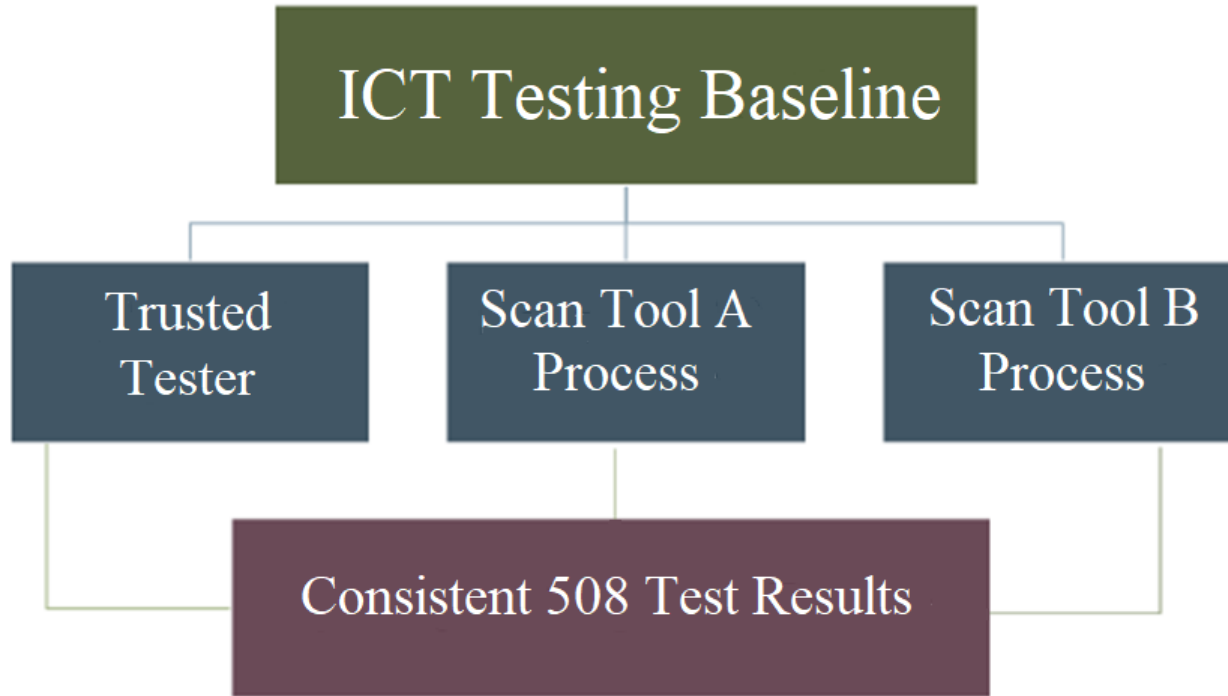 ICT Testing Baseline
Trusted
Tester
Scan Tool A
Process
Scan Tool B
Process
Consistent 508 Test Results